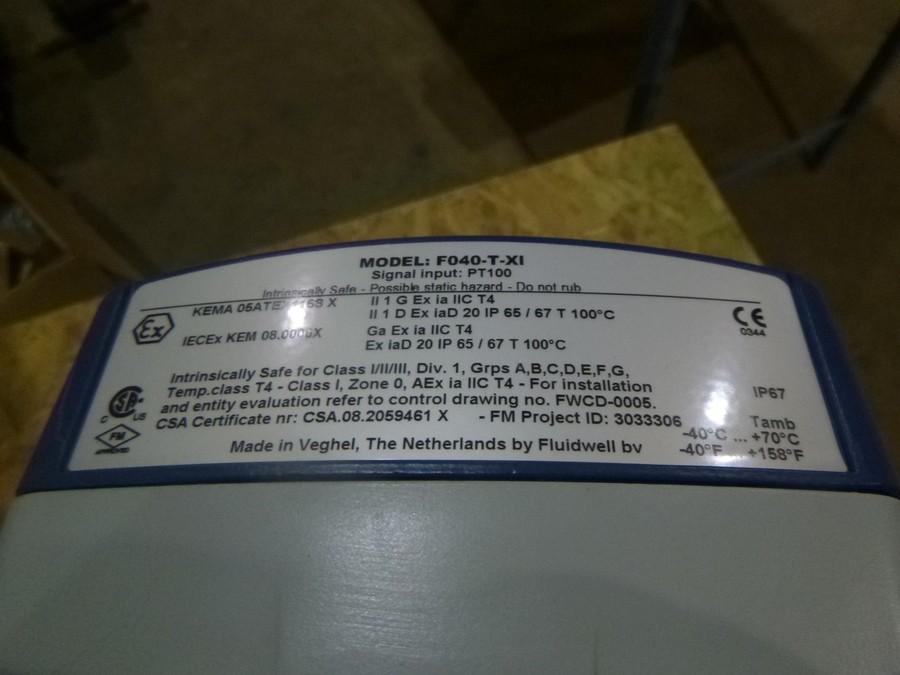 MODEL: F040-T-XI
Signal input: PT100
Intrinsically Safe - Possible static hazard - Do not rub
Ex
KEMA 05ATEX X
II 1 G Ex ia IIC T4
II 1 D Ex iaD 20 IP 65 / 67 T 100°C
IECEx KEM
Ga Ex ia IIC T4
Ex iaD 20 IP 65 / 67 T 100°C
CE
0344
Intrinsically Safe for Class I/II/III, Div. 1, Grps A,B,C,D,E,F,G,
Temp.class T4 - Class I, Zone 0, AEx ia IIC T4 - For installation
and entity evaluation refer to control drawing no. FWCD-0005.
CSA Certificate nr: CSA.08.2059461 X - FM Project ID: 3033306
Made in Veghel, The Netherlands by Fluidwell bv
C SA US
FM
APPROVED
IP67
Tamb
-40°C ... +70°C
-40°F ... +158°F